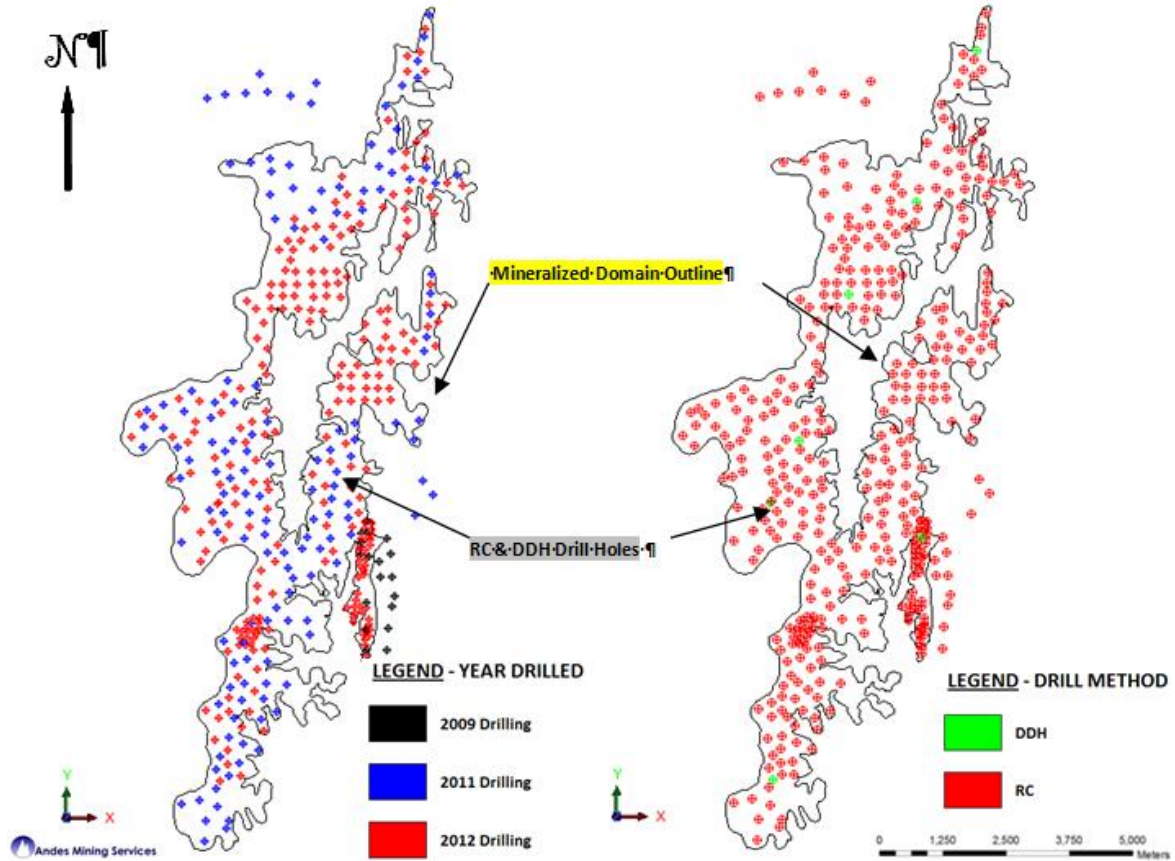 N¶
·Mineralized·Domain·Outline¶
RC·&·DDH·Drill·Holes·¶
LEGEND - YEAR DRILLED
2009 Drilling
2011 Drilling
2012 Drilling
Y
X
Andes Mining Services
LEGEND - DRILL METHOD
DDH
RC
Y
X
0 1,250 2,500 3,750 5,000
Meters